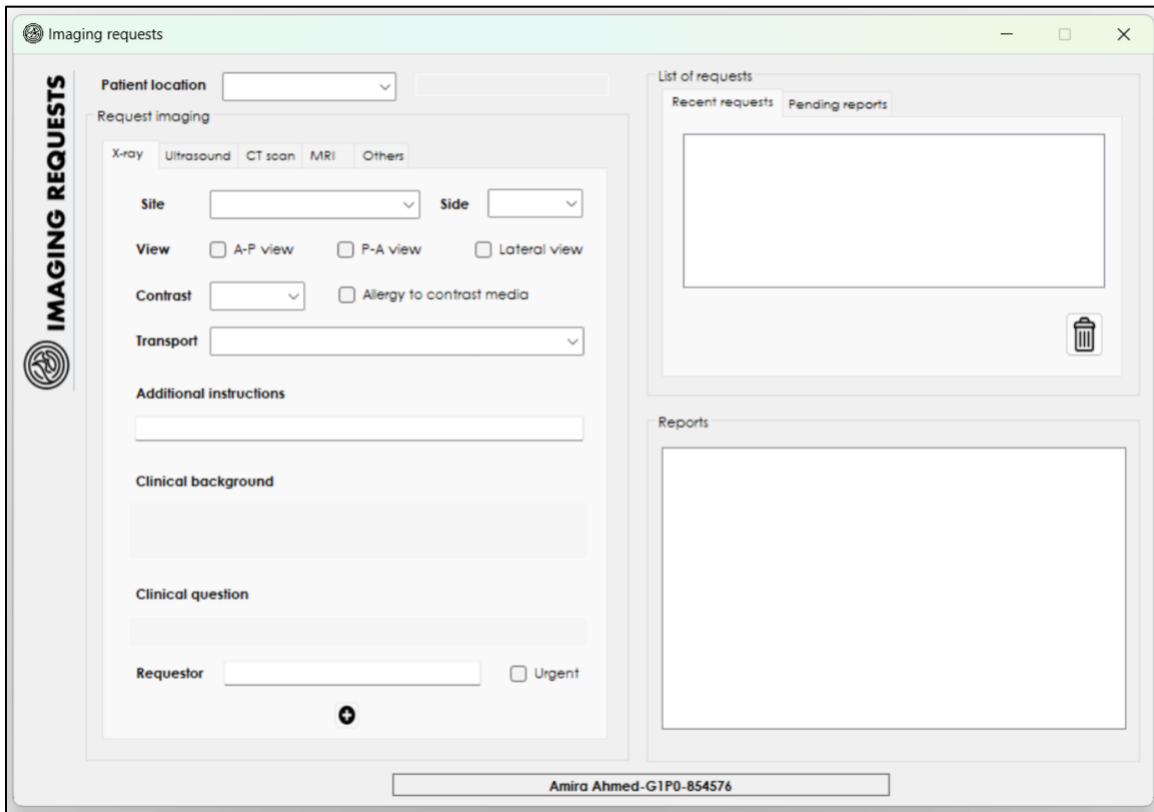 Imaging requests
IMAGING REQUESTS
Patient location
Request imaging
X-ray Ultrasound CT scan MRI Others
Site Side
View A-P view P-A view Lateral view
Contrast Allergy to contrast media
Transport
Additional instructions
Clinical background
Clinical question
Requestor Urgent
List of requests
Recent requests Pending reports
Reports
Amira Ahmed-G1P0-854576